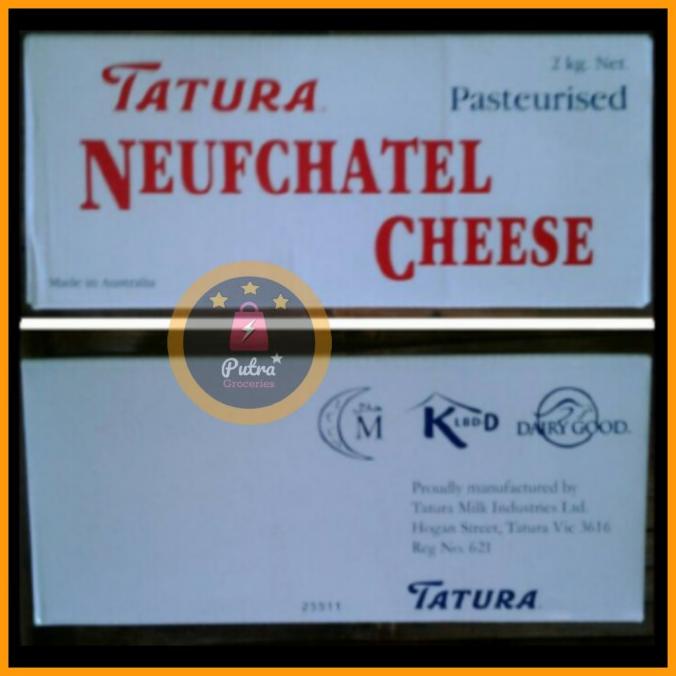 TATURA
2 kg. Net.
Pasteurised
NEUFCHATEL
CHEESE
Made in Australia
Putra
Groceries
M
K LBD-D
DAIRY GOOD.
Proudly manufactured by
Tatura Milk Industries Ltd.
Hogan Street, Tatura Vic 3616
Reg No. 621
25511
TATURA